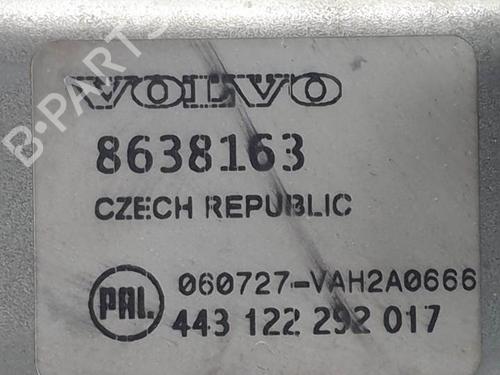 B-PARTS
VOLVO
8638163
CZECH REPUBLIC
060727-VAH2A0666
PAL
443 122 292 017